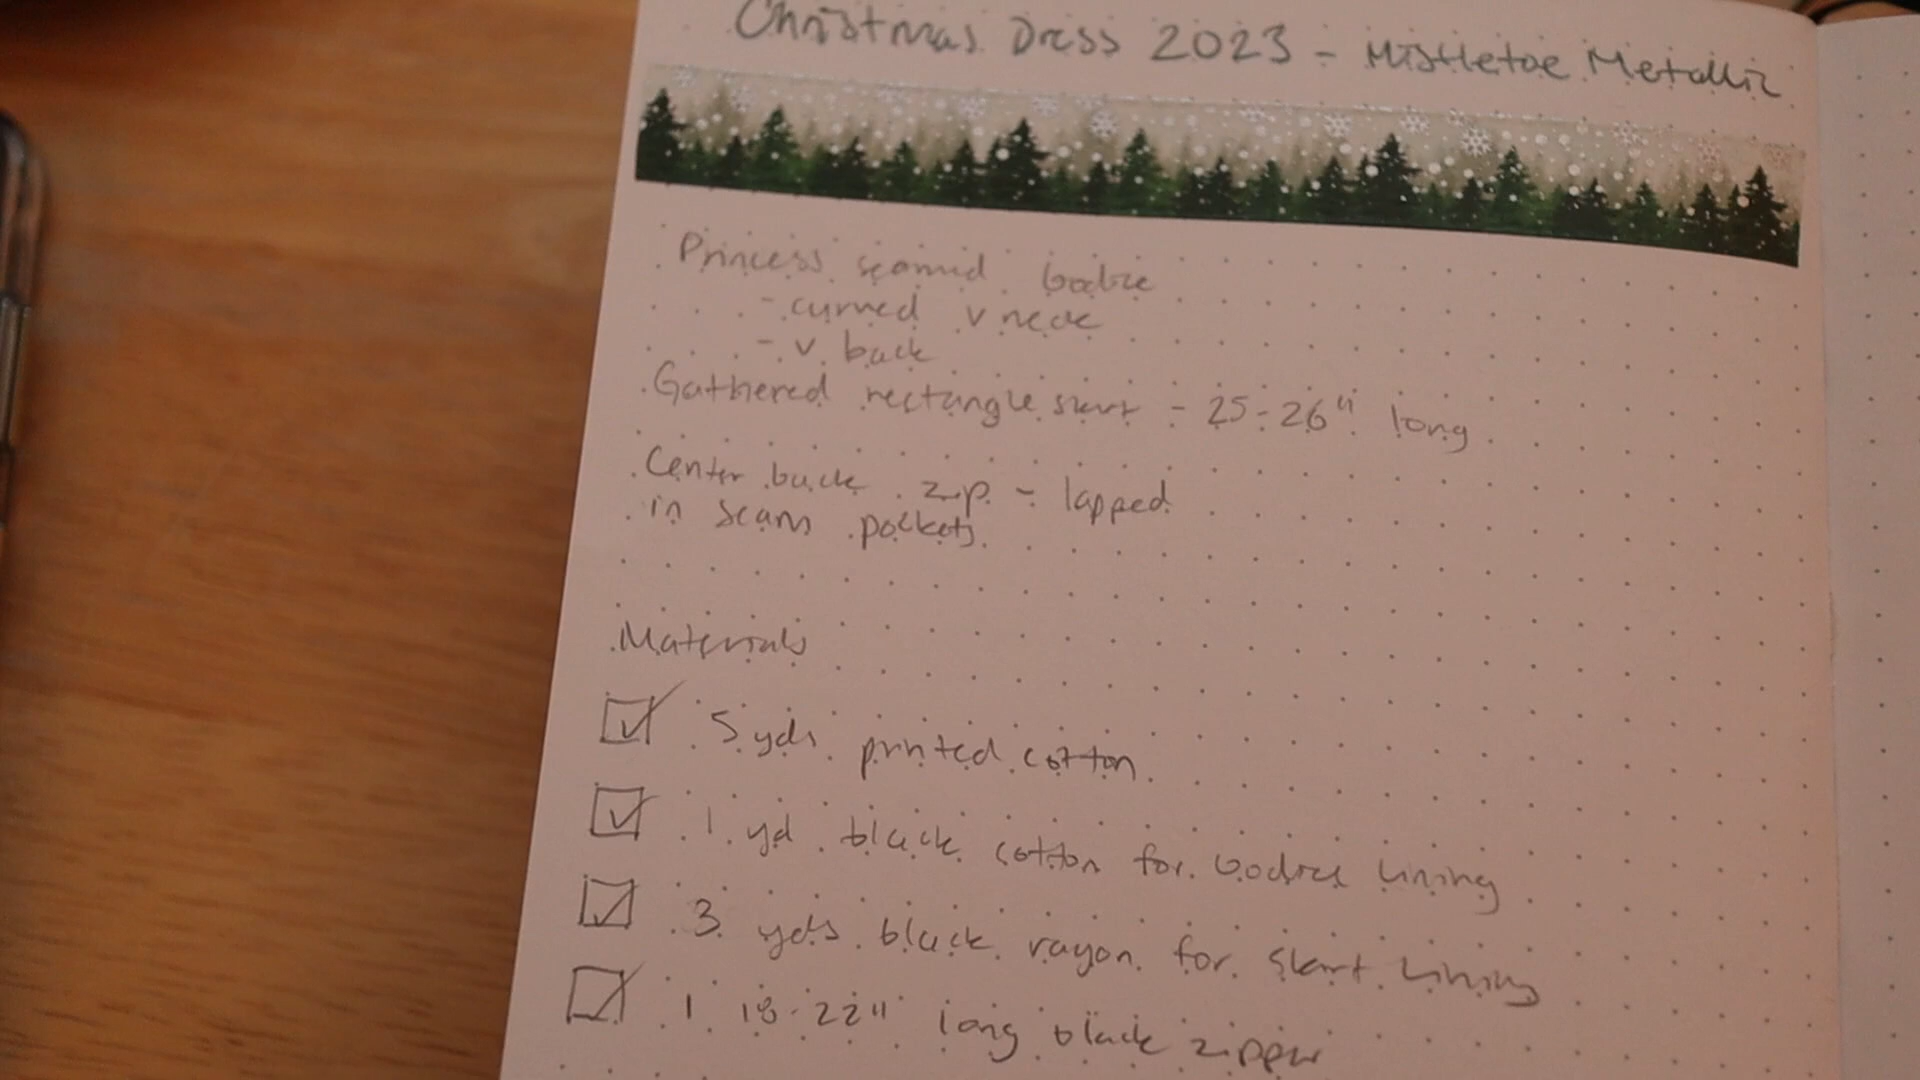 Christmas Dress 2023 - Mistletoe Metallic
Princess seamed bodice
- curved v neck
- v back
Gathered rectangle skirt - 25-26" long
Center back zip - lapped
in seam pockets
Materials
5 yds printed cotton
1 yd black cotton for bodice lining
3 yds black rayon for skirt lining
1 18-22" long black zipper